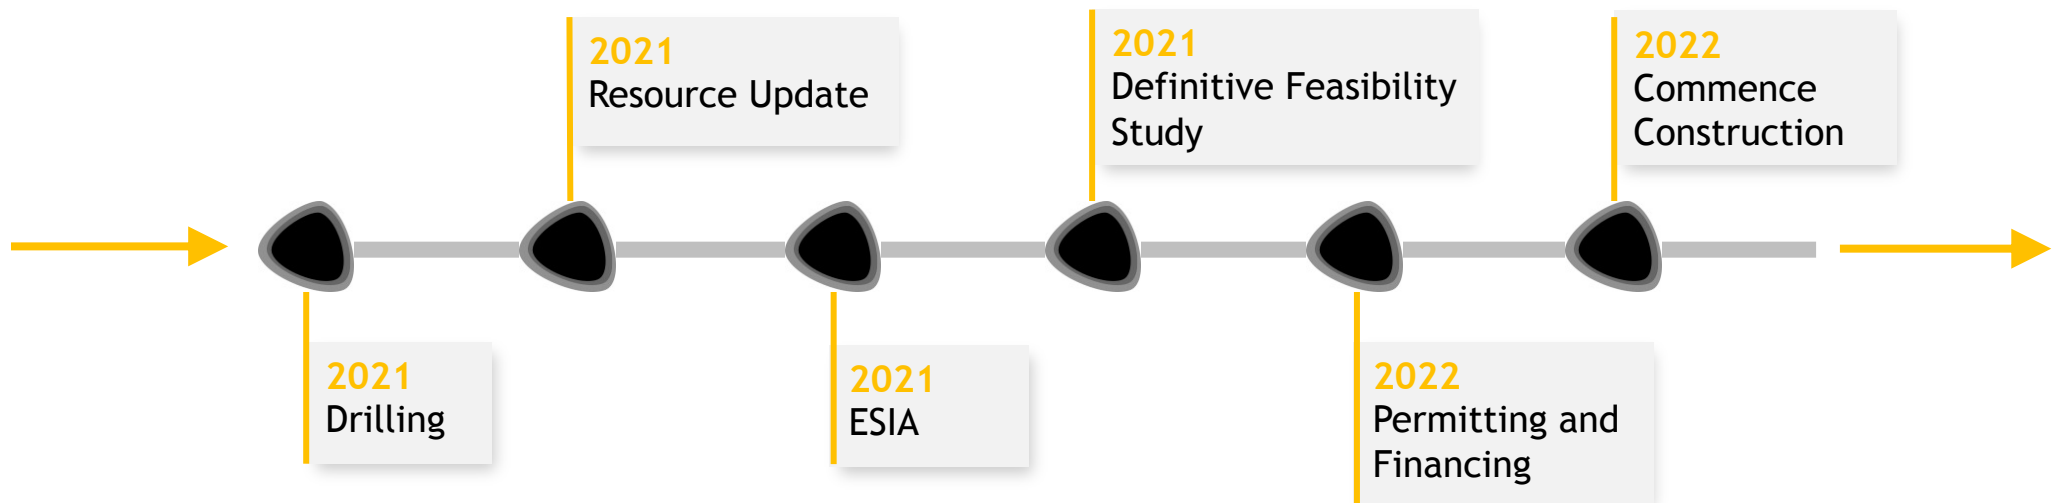 2021
Resource Update
2021
Definitive Feasibility
Study
2022
Commence
Construction
2021
Drilling
2021
ESIA
2022
Permitting and
Financing